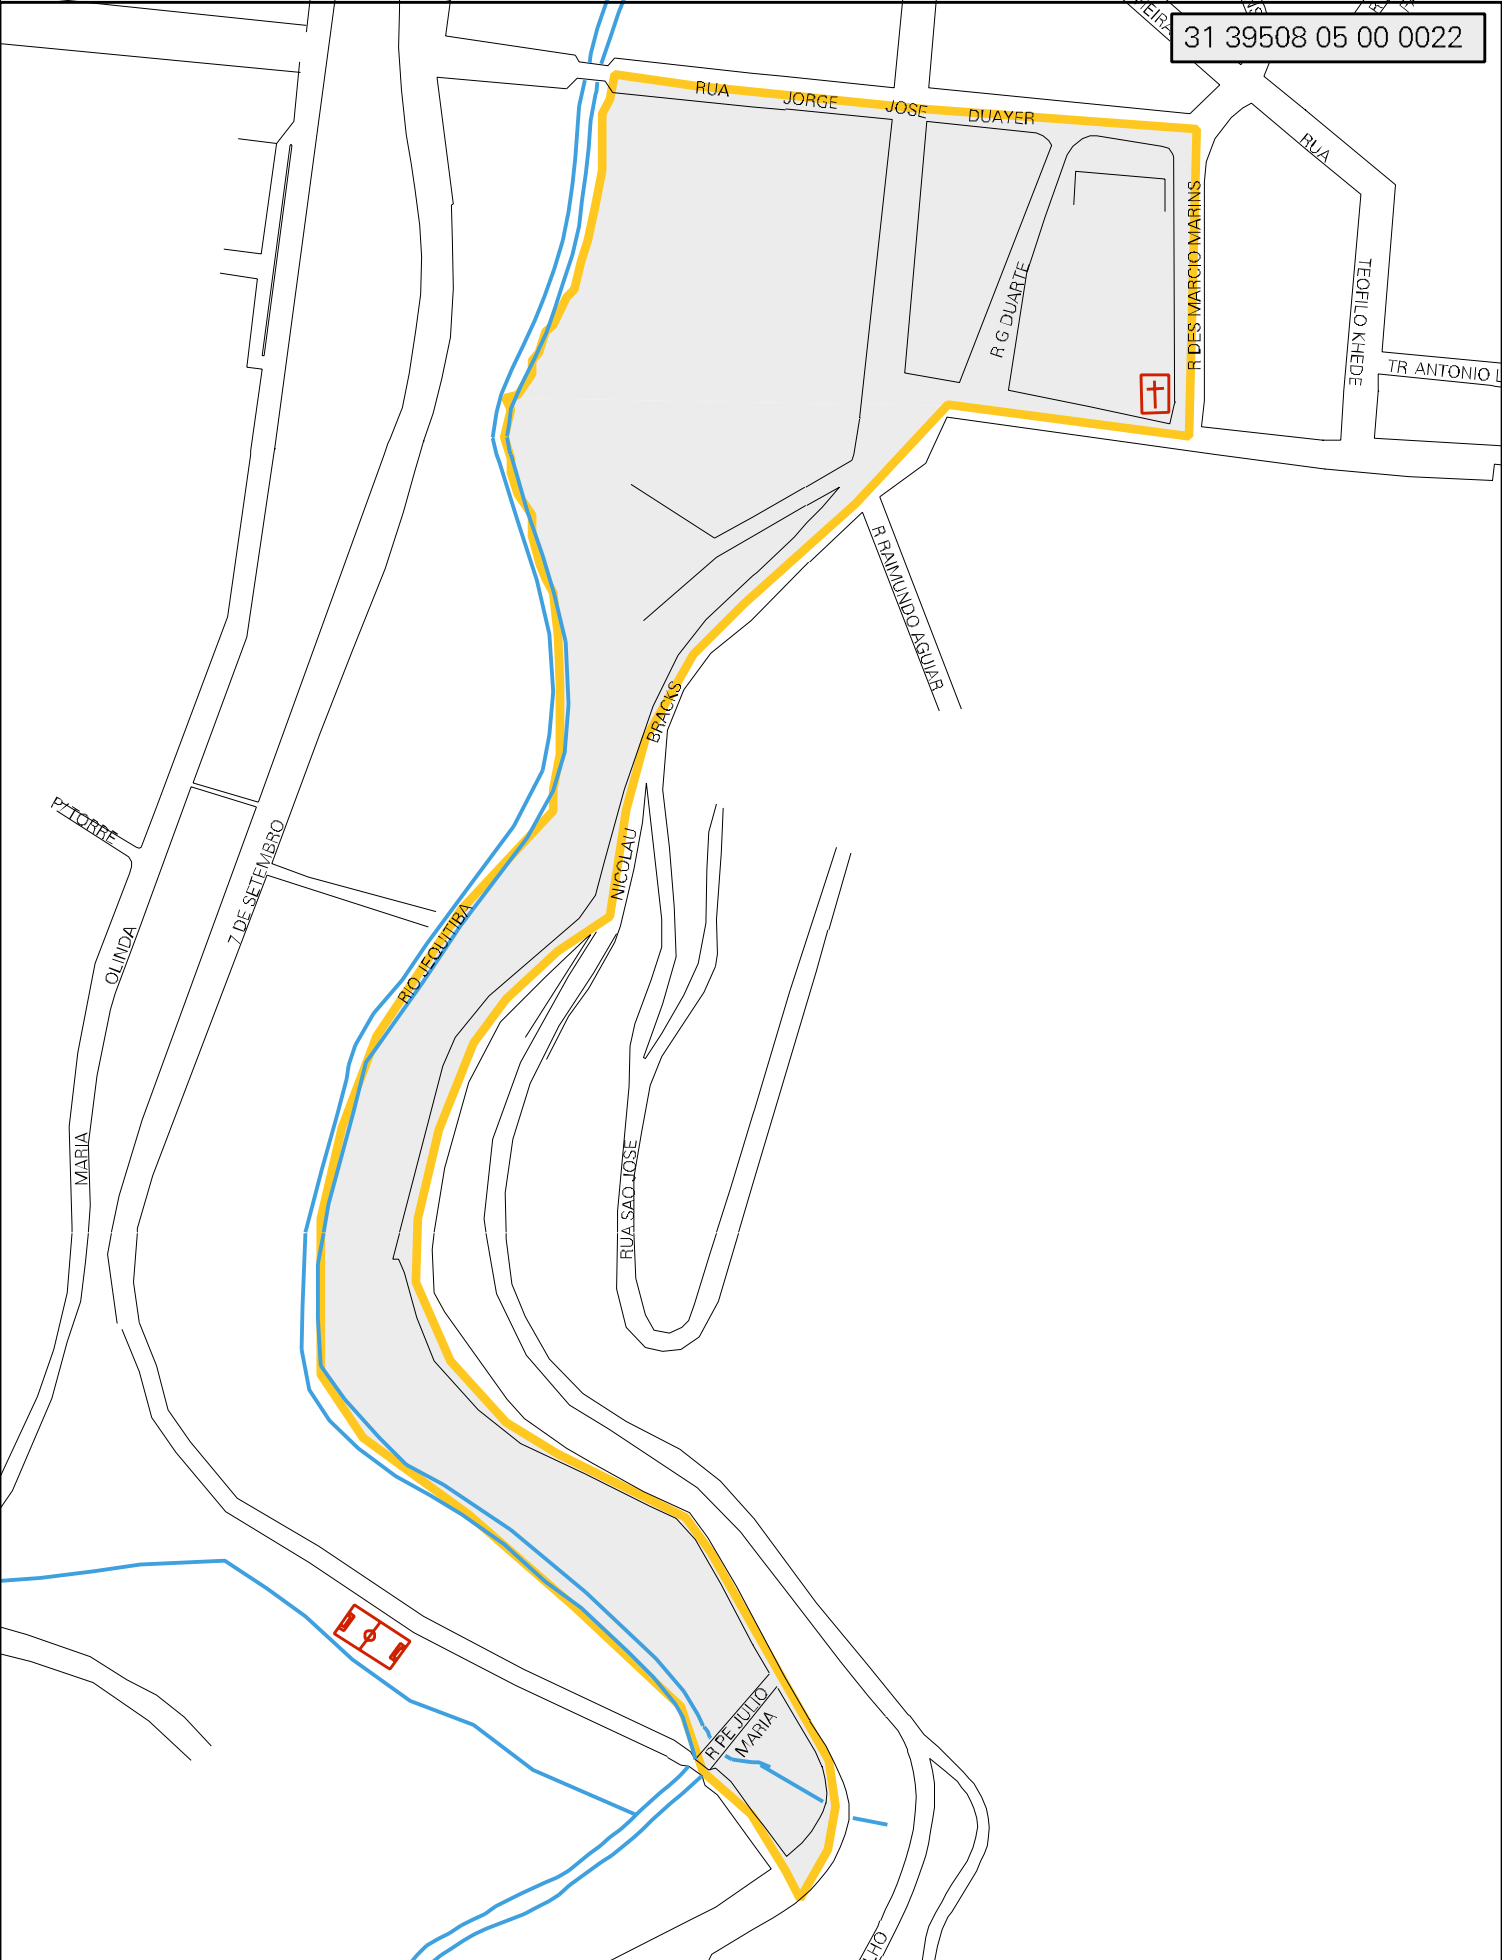 31 39508 05 00 0022
RUA JORGE JOSE DUAYER
RUA
TEOFILO KHEDE
R DES MARCIO MARINS
R G DUARTE
TR ANTONIO L
R RAIMUNDO AGUIAR
BRACKS
NICOLAU
P/ TORRE
7 DE SETEMBRO
OLINDA
RIO JEQUITIBA
MARIA
RUA SAO JOSE
R PE JULIO
MARIA
LHO